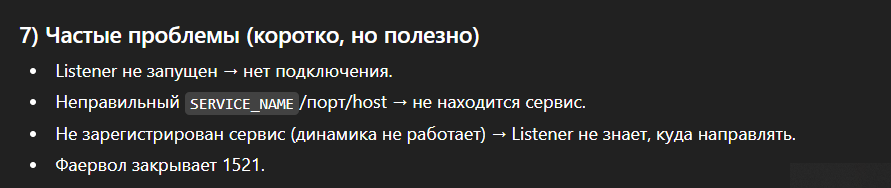 7) Частые проблемы (коротко, но полезно)
• Listener не запущен → нет подключения.
• Неправильный SERVICE_NAME/порт/host → не находится сервис.
• Не зарегистрирован сервис (динамика не работает) → Listener не знает, куда направлять.
• Фаервол закрывает 1521.